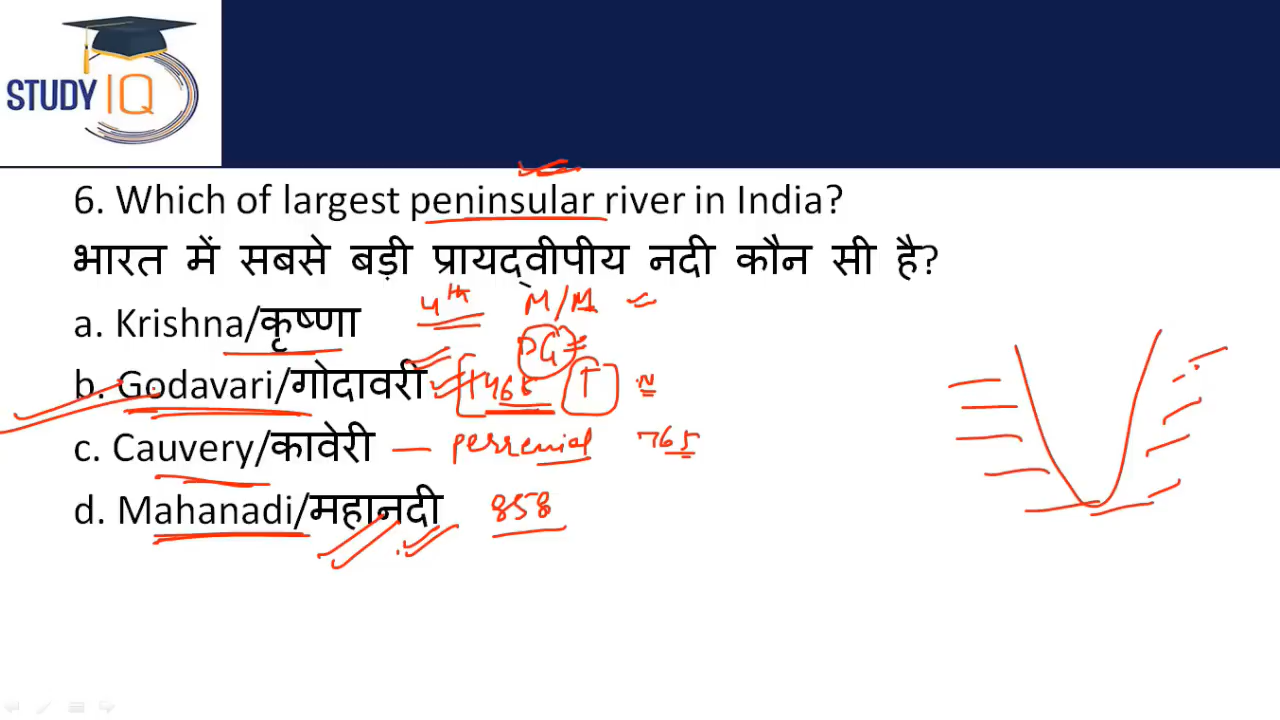 STUDY IQ
6. Which of largest peninsular river in India?
भारत में सबसे बड़ी प्रायद्वीपीय नदी कौन सी है?
4th M/M
a. Krishna/कृष्णा
DG
b. Godavari/गोदावरी 1465 T
c. Cauvery/कावेरी — perrenial 765
d. Mahanadi/महानदी 858